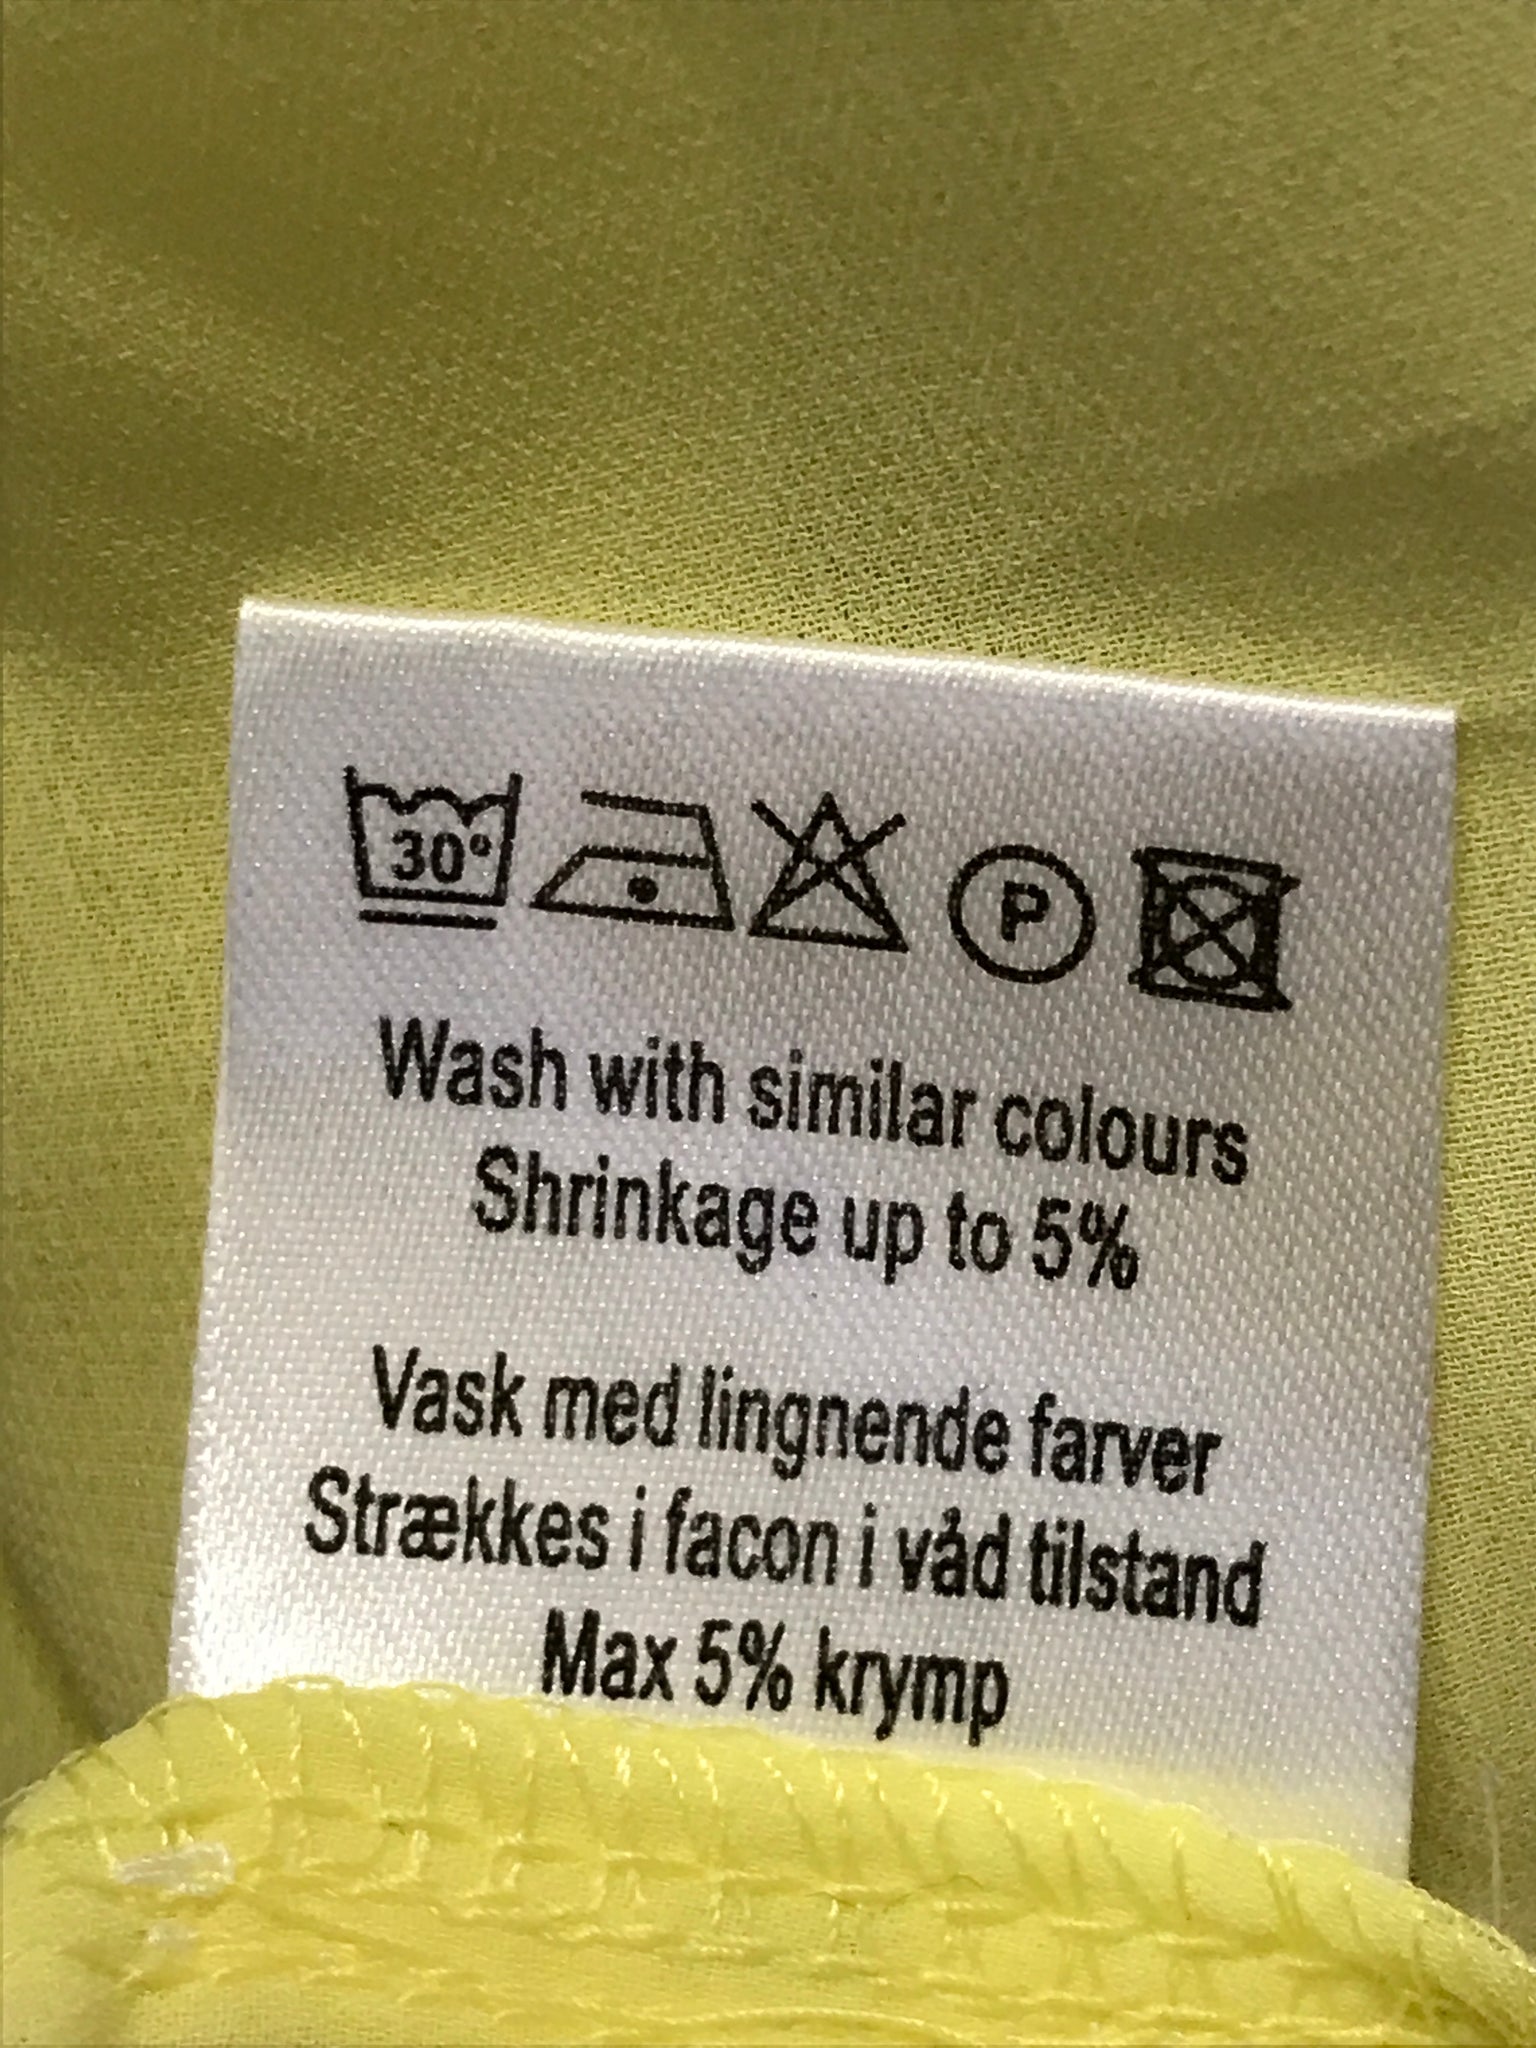 30°
P
Wash with similar colours
Shrinkage up to 5%
Vask med lingnende farver
Strækkes i facon i våd tilstand
Max 5% krymp